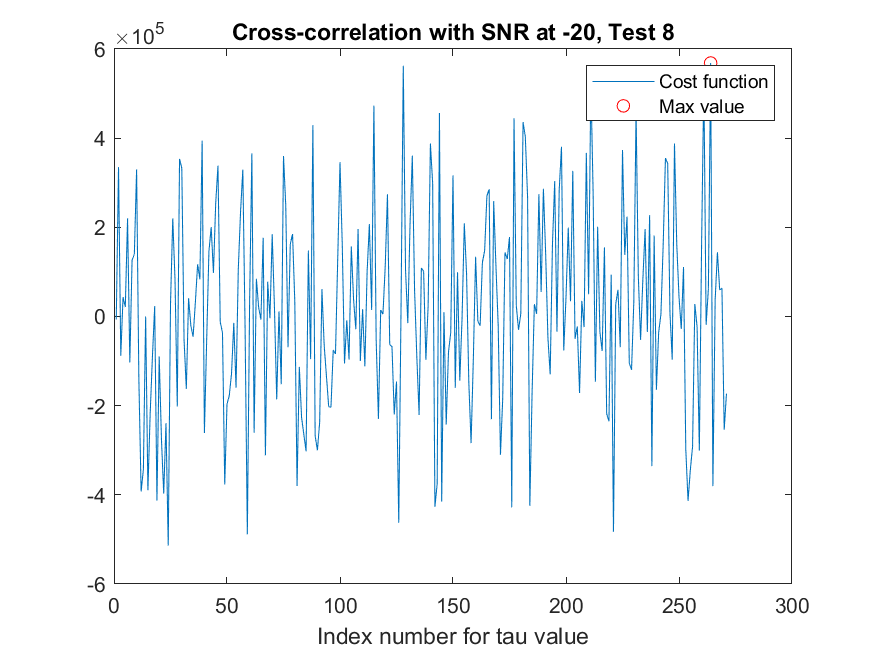 ×10^5
Cross-correlation with SNR at -20, Test 8
6
4
2
0
-2
-4
-6
Cost function
Max value
0 50 100 150 200 250 300
Index number for tau value